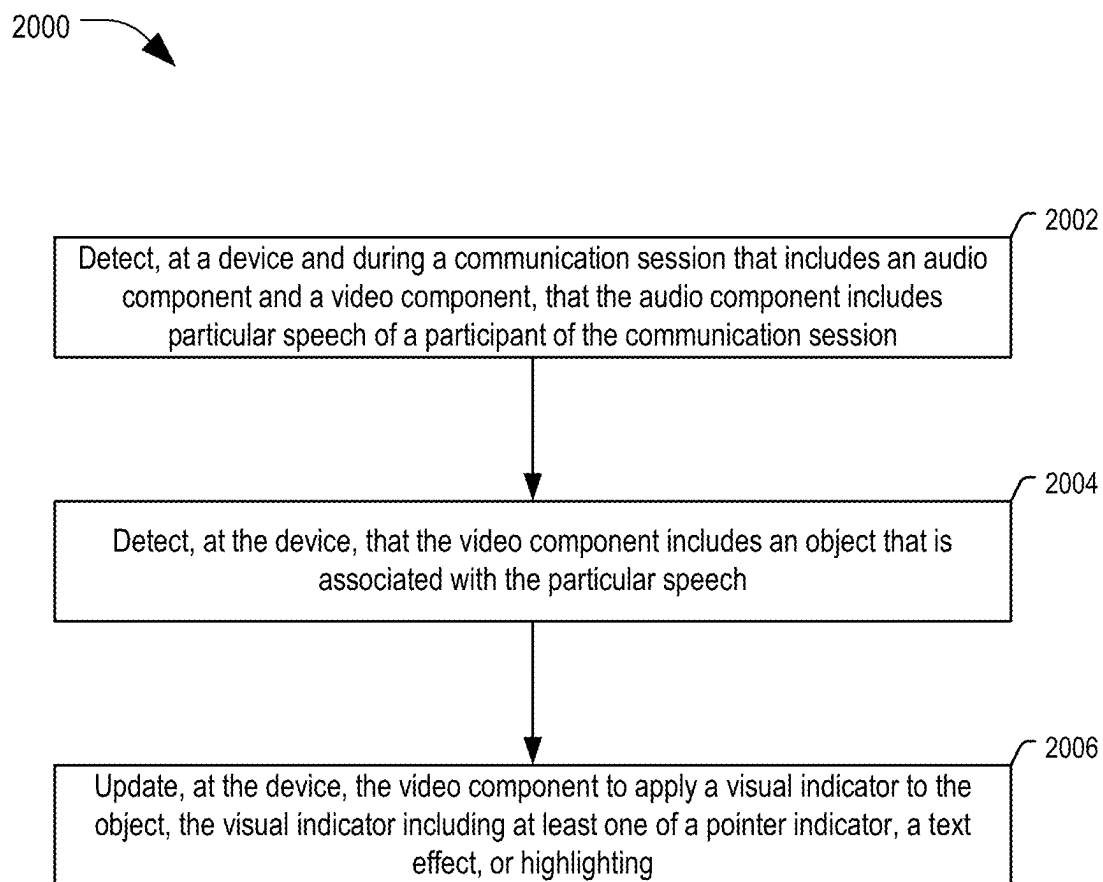 2000
2002
Detect, at a device and during a communication session that includes an audio
component and a video component, that the audio component includes
particular speech of a participant of the communication session
2004
Detect, at the device, that the video component includes an object that is
associated with the particular speech
2006
Update, at the device, the video component to apply a visual indicator to the
object, the visual indicator including at least one of a pointer indicator, a text
effect, or highlighting